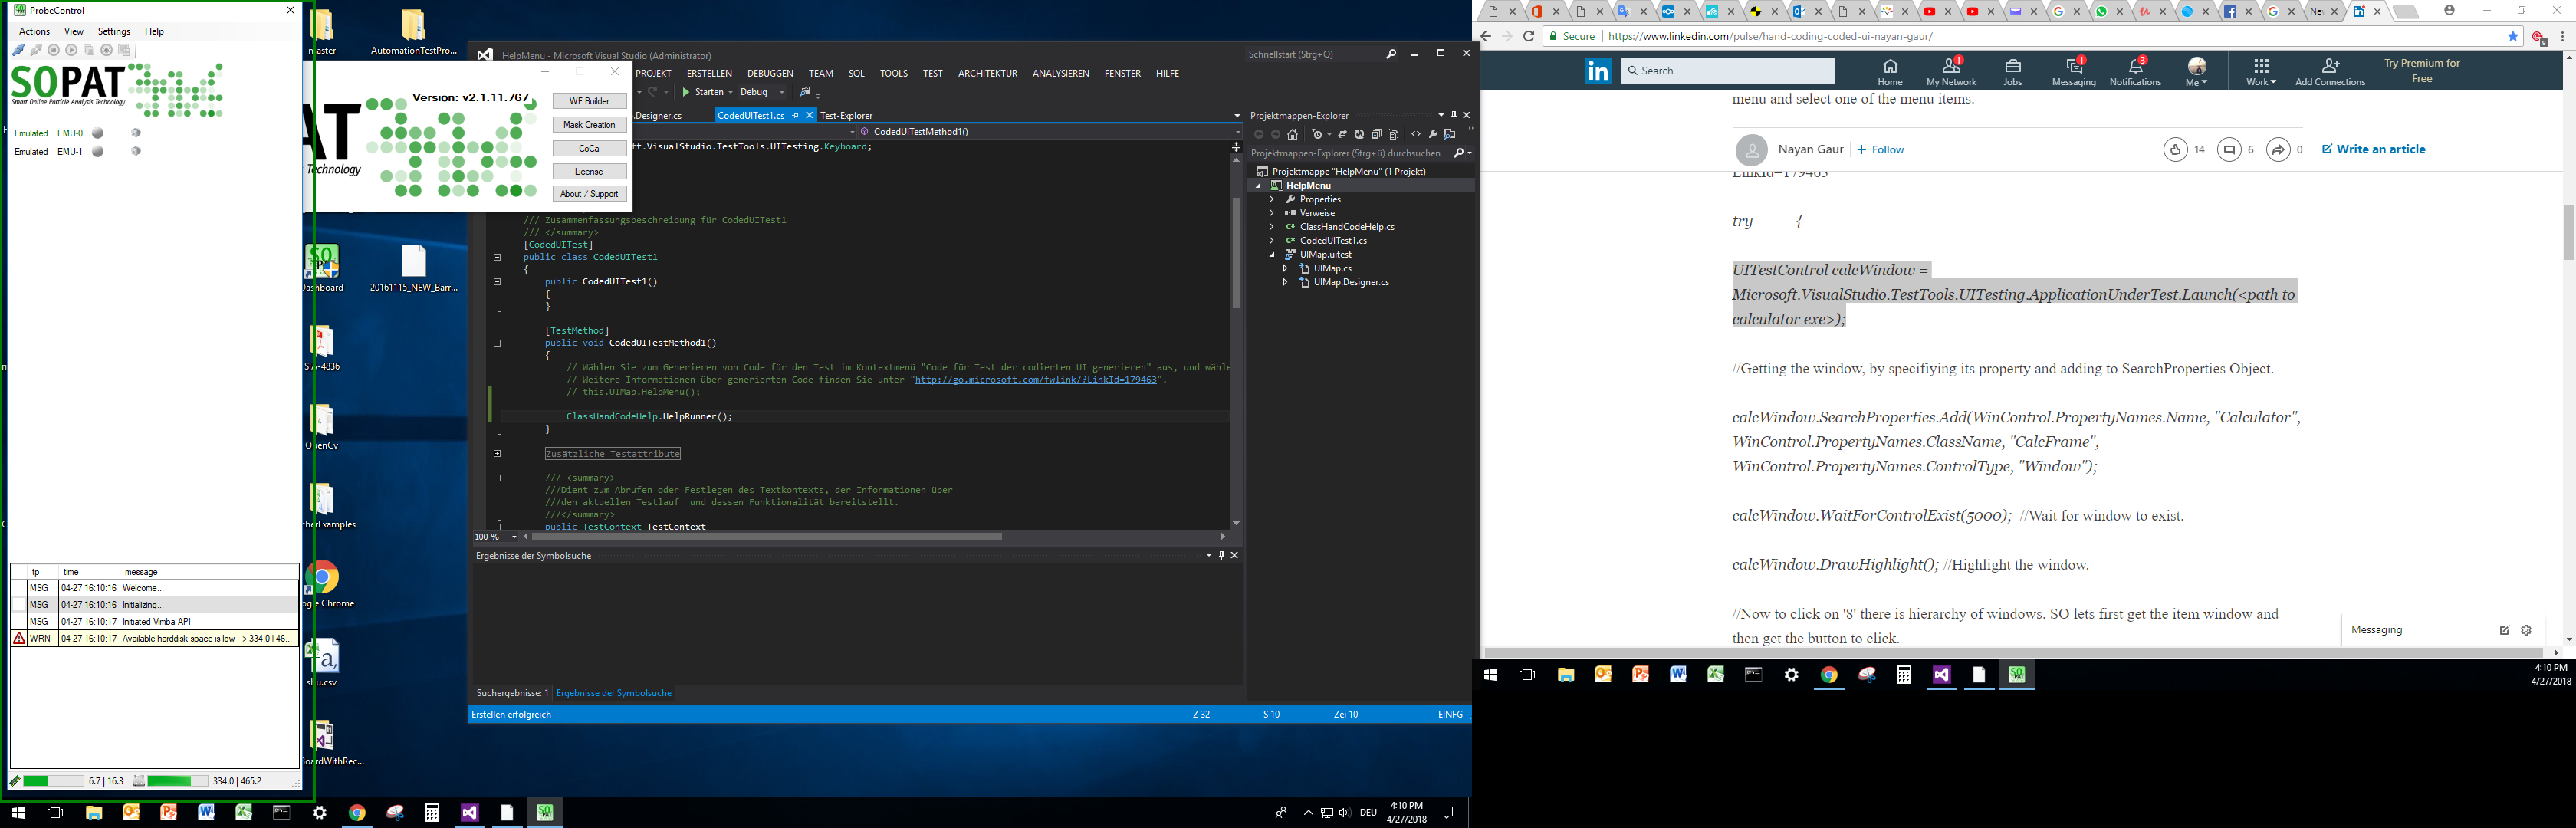 ProbeControl
Actions View Settings Help
SOPAT
Smart Online Particle Analysis Technology
Emulated EMU-0
Emulated EMU-1
tp time message
MSG 04-27 16:10:16 Welcome...
MSG 04-27 16:10:16 Initializing...
MSG 04-27 16:10:17 Initiated Vimba API
WRN 04-27 16:10:17 Available harddisk space is low --> 334.0 | 46...
6.7 | 16.3 334.0 | 465.2
master
AutomationTestPro...
Dashboard
20161115_NEW_Barr...
SIA-4836
OpenCv
cherExamples
ogle Chrome
shu.csv
BoardWithRec...
PAT
Technology
Version: v2.1.11.767
WF Builder
Mask Creation
CoCa
License
About / Support
HelpMenu - Microsoft Visual Studio (Administrator)
Schnellstart (Strg+Q)
PROJEKT ERSTELLEN DEBUGGEN TEAM SQL TOOLS TEST ARCHITEKTUR ANALYSIEREN FENSTER HILFE
Starten Debug
.Designer.cs CodedUITest1.cs Test-Explorer
CodedUITestMethod1()
ft.VisualStudio.TestTools.UITesting.Keyboard;
/// Zusammenfassungsbeschreibung für CodedUITest1
/// </summary>
[CodedUITest]
public class CodedUITest1
{
public CodedUITest1()
{
}
[TestMethod]
public void CodedUITestMethod1()
{
// Wählen Sie zum Generieren von Code für den Test im Kontextmenü "Code für Test der codierten UI generieren" aus, und wähle
// Weitere Informationen über generierten Code finden Sie unter "http://go.microsoft.com/fwlink/?LinkId=179463".
// this.UIMap.HelpMenu();
ClassHandCodeHelp.HelpRunner();
}
Zusätzliche Testattribute
/// <summary>
///Dient zum Abrufen oder Festlegen des Textkontexts, der Informationen über
///den aktuellen Testlauf und dessen Funktionalität bereitstellt.
///</summary>
public TestContext TestContext
100 %
Ergebnisse der Symbolsuche
Suchergebnisse: 1 Ergebnisse der Symbolsuche
Erstellen erfolgreich Z 32 S 10 Zei 10 EINFG
Projektmappen-Explorer
Projektmappen-Explorer (Strg+ü) durchsuchen
Projektmappe "HelpMenu" (1 Projekt)
HelpMenu
Properties
Verweise
ClassHandCodeHelp.cs
CodedUITest1.cs
UIMap.uitest
UIMap.cs
UIMap.Designer.cs
DEU
4:10 PM
4/27/2018
Secure https://www.linkedin.com/pulse/hand-coding-coded-ui-nayan-gaur/
in Search
Home
My Network 1
Jobs
Messaging 1
Notifications 3
Me
Work
Add Connections
Try Premium for
Free
menu and select one of the menu items.
Nayan Gaur + Follow 14 6 0 Write an article
LinkId=179463
try {
UITestControl calcWindow =
Microsoft.VisualStudio.TestTools.UITesting.ApplicationUnderTest.Launch(<path to
calculator exe>);
//Getting the window, by specifiying its property and adding to SearchProperties Object.
calcWindow.SearchProperties.Add(WinControl.PropertyNames.Name, "Calculator",
WinControl.PropertyNames.ClassName, "CalcFrame",
WinControl.PropertyNames.ControlType, "Window");
calcWindow.WaitForControlExist(5000); //Wait for window to exist.
calcWindow.DrawHighlight(); //Highlight the window.
//Now to click on '8' there is hierarchy of windows. SO lets first get the item window and
then get the button to click.
Messaging
4:10 PM
4/27/2018